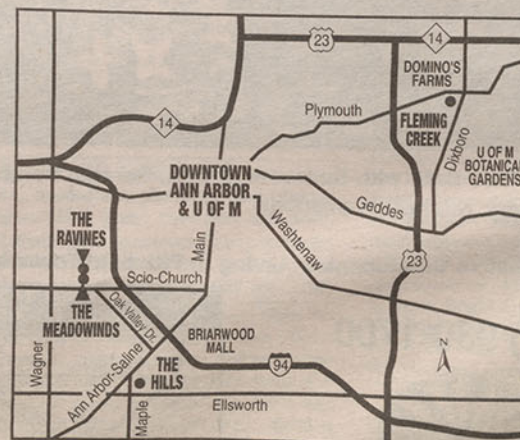 23
14
DOMINO'S
FARMS
Plymouth
FLEMING
CREEK
Dixboro
U OF M
BOTANICAL
GARDENS
14
DOWNTOWN
ANN ARBOR
& U OF M
Geddes
Washtenaw
Main
23
THE
RAVINES
Scio-Church
THE
MEADOWINDS
Oak Valley Dr.
BRIARWOOD
MALL
N
Wagner
Ann Arbor-Saline
THE
HILLS
94
Maple
Ellsworth